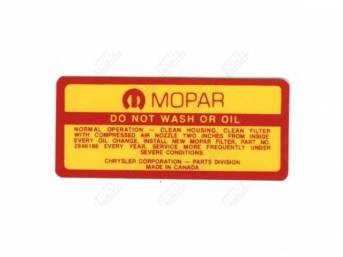 MOPAR
DO NOT WASH OR OIL
NORMAL OPERATION — CLEAN HOUSING, CLEAN FILTER
WITH COMPRESSED AIR NOZZLE TWO INCHES FROM INSIDE
EVERY OIL CHANGE, INSTALL NEW MOPAR FILTER, PART NO.
2946186 EVERY YEAR, SERVICE MORE FREQUENTLY UNDER
SEVERE CONDITIONS.
CHRYSLER CORPORATION — PARTS DIVISION
MADE IN CANADA